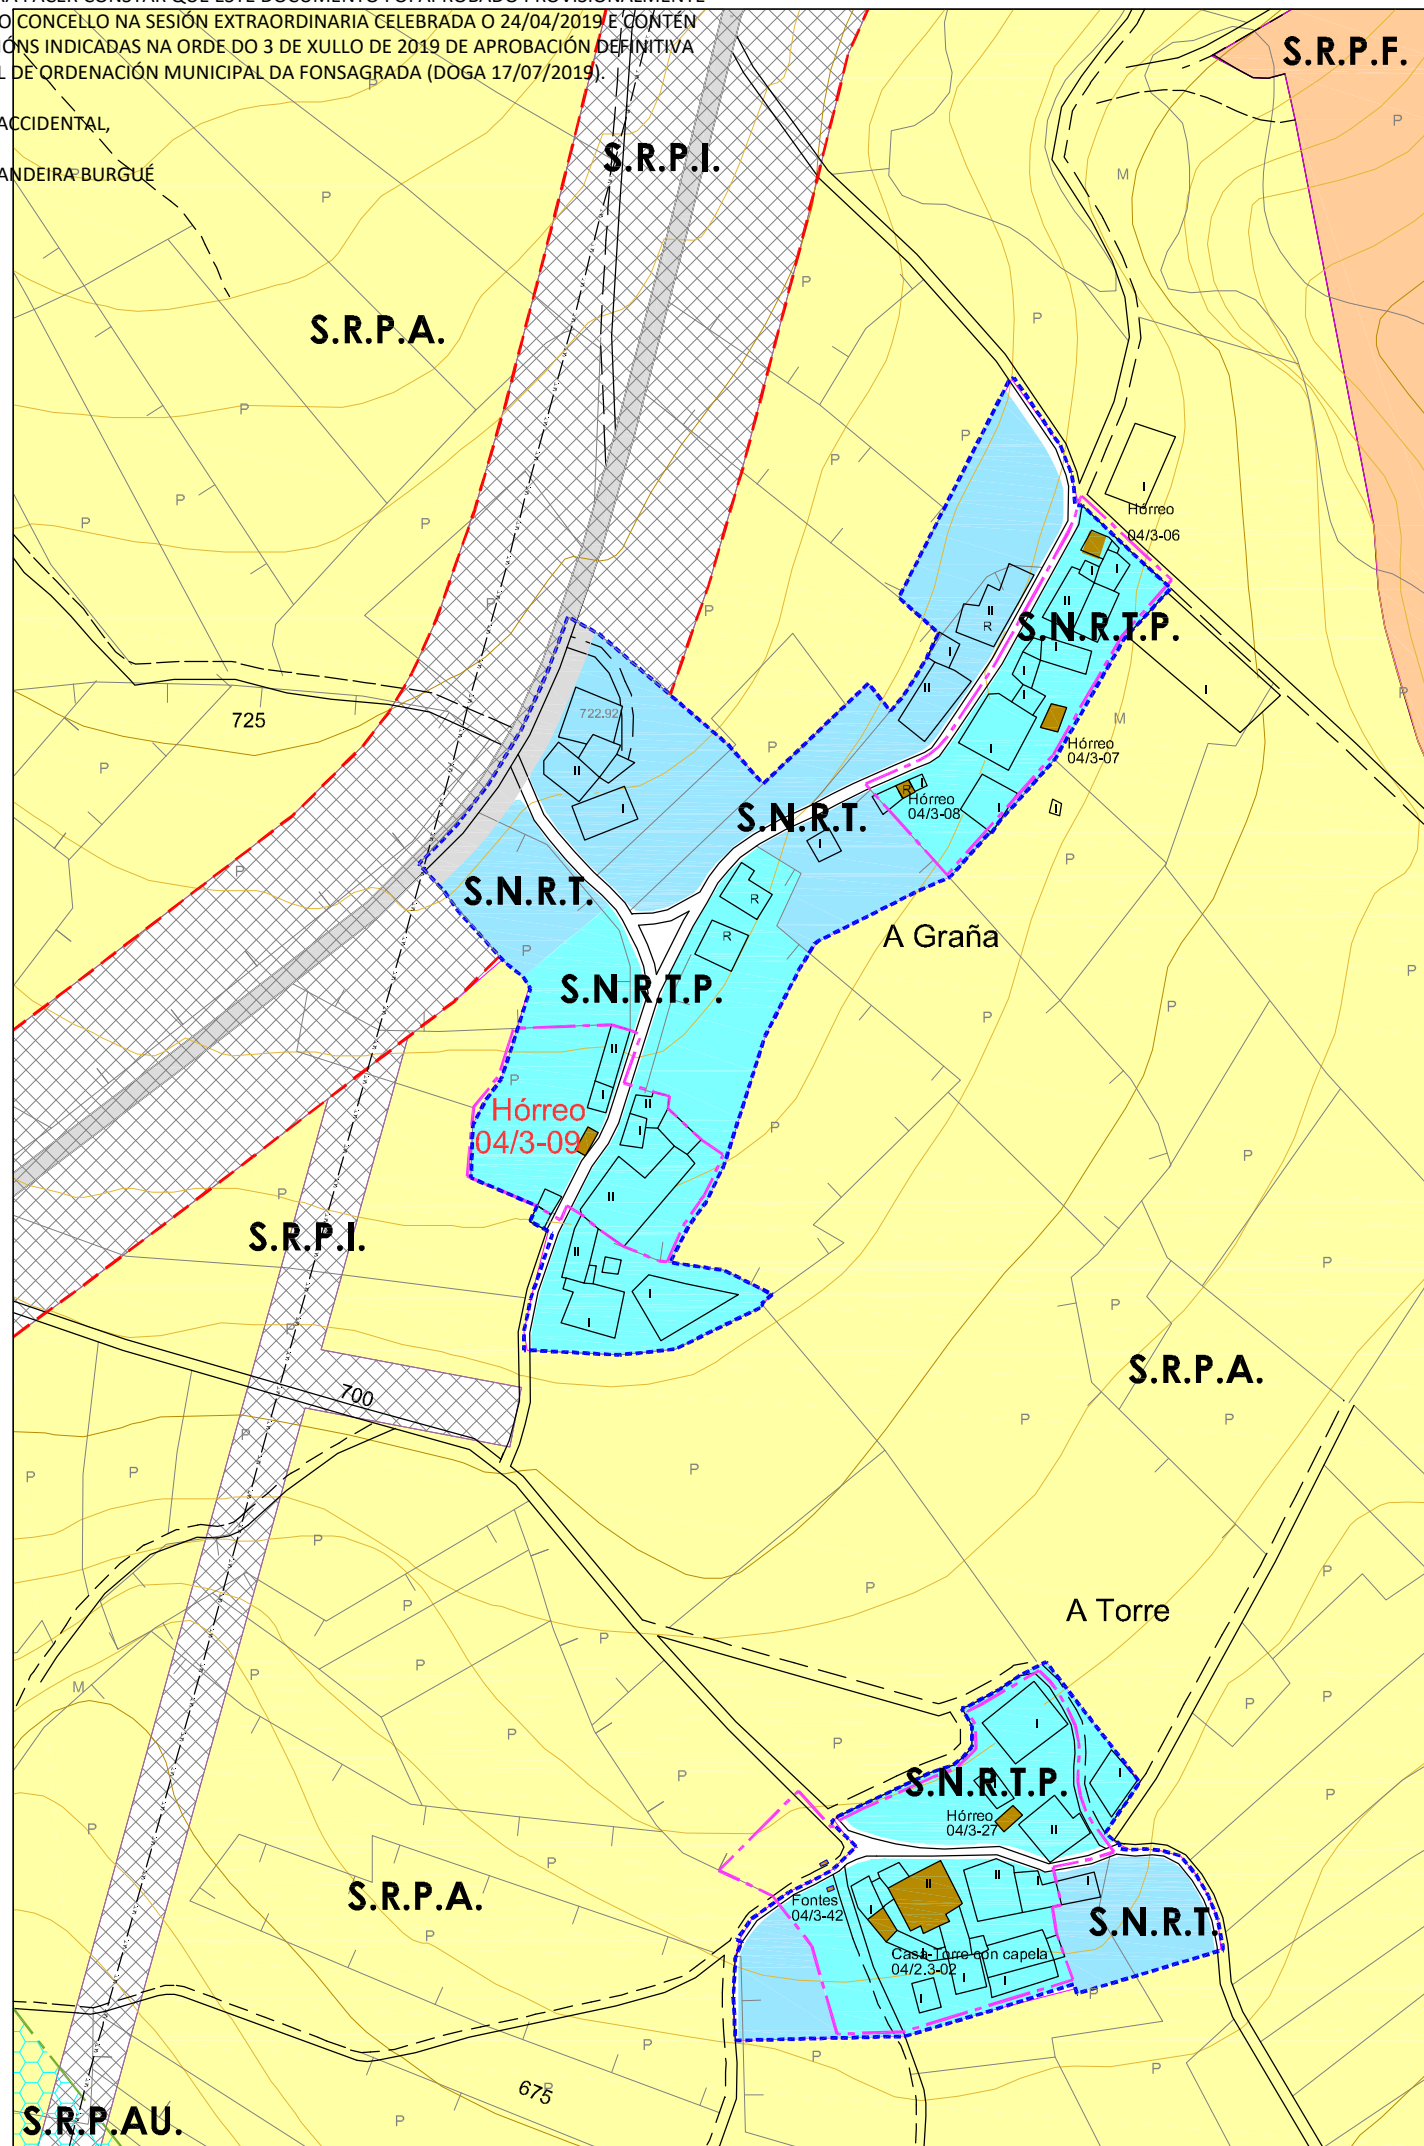 CONCELLO NA SESIÓN EXTRAORDINARIA CELEBRADA O 24/04/2019 E CONTÉN
INDICADAS NA ORDE DO 3 DE XULLO DE 2019 DE APROBACIÓN DEFINITIVA
DE ORDENACIÓN MUNICIPAL DA FONSAGRADA (DOGA 17/07/2019).
ACCIDENTAL,
BURGUÉ
S.R.P.F.
S.R.P.I.
S.R.P.A.
Hórreo
04/3-06
S.N.R.T.P.
725
722.92
Hórreo
04/3-07
Hórreo
04/3-08
S.N.R.T.
S.N.R.T.
A Graña
S.N.R.T.P.
Hórreo
04/3-09
S.R.P.I.
S.R.P.A.
700
A Torre
S.N.R.T.P.
Hórreo
04/3-27
S.R.P.A.
Fontes
04/3-42
S.N.R.T.
Casa-Torre con capela
04/2.3-02
675
S.R.P.AU.